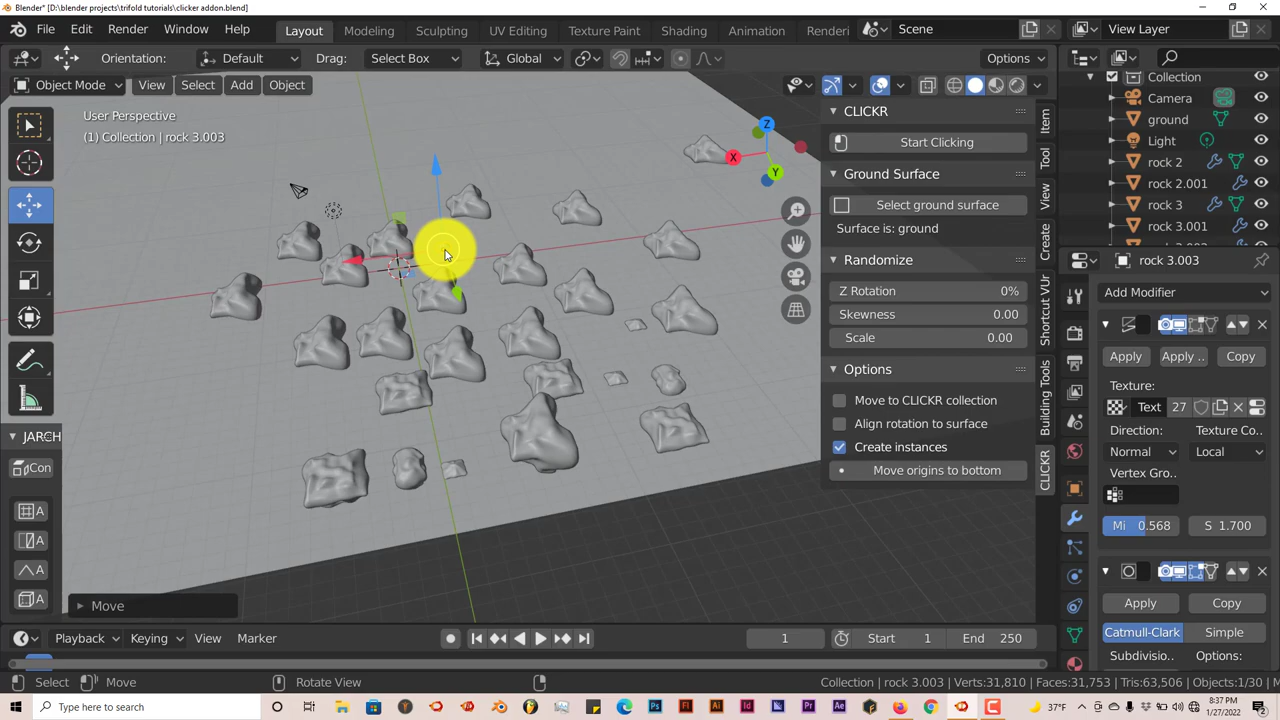 Blender* [D:\blender projects\trifold tutorials\clicker addon.blend]
File Edit Render Window Help Layout Modeling Sculpting UV Editing Texture Paint Shading Animation Renderi Scene View Layer
Orientation: Default Drag: Select Box Global Options
Object Mode View Select Add Object
User Perspective
(1) Collection | rock 3.003
Z
X
Y
CLICKR
Start Clicking
Ground Surface
Select ground surface
Surface is: ground
Randomize
Z Rotation 0%
Skewness 0.00
Scale 0.00
Options
Move to CLICKR collection
Align rotation to surface
Create instances
Move origins to bottom
Item
Tool
View
Create
Shortcut VUr
Building Tools
CLICKR
Collection
Camera
ground
Light
rock 2
rock 2.001
rock 3
rock 3.001
rock 3.003
Add Modifier
Apply Apply .. Copy
Texture:
Text 27
Direction: Texture Co..
Normal Local
Vertex Gro..
Mi 0.568 S 1.700
Apply Copy
Catmull-Clark Simple
Subdivisio.. Options:
JARCH
Con
A
A
A
A
Move
Playback Keying View Marker 1 Start 1 End 250
Select Move Rotate View Collection | rock 3.003 | Verts:31,810 | Faces:31,753 | Tris:63,506 | Objects:1/30 | M
Type here to search
37°F
8:37 PM
1/27/2022
2